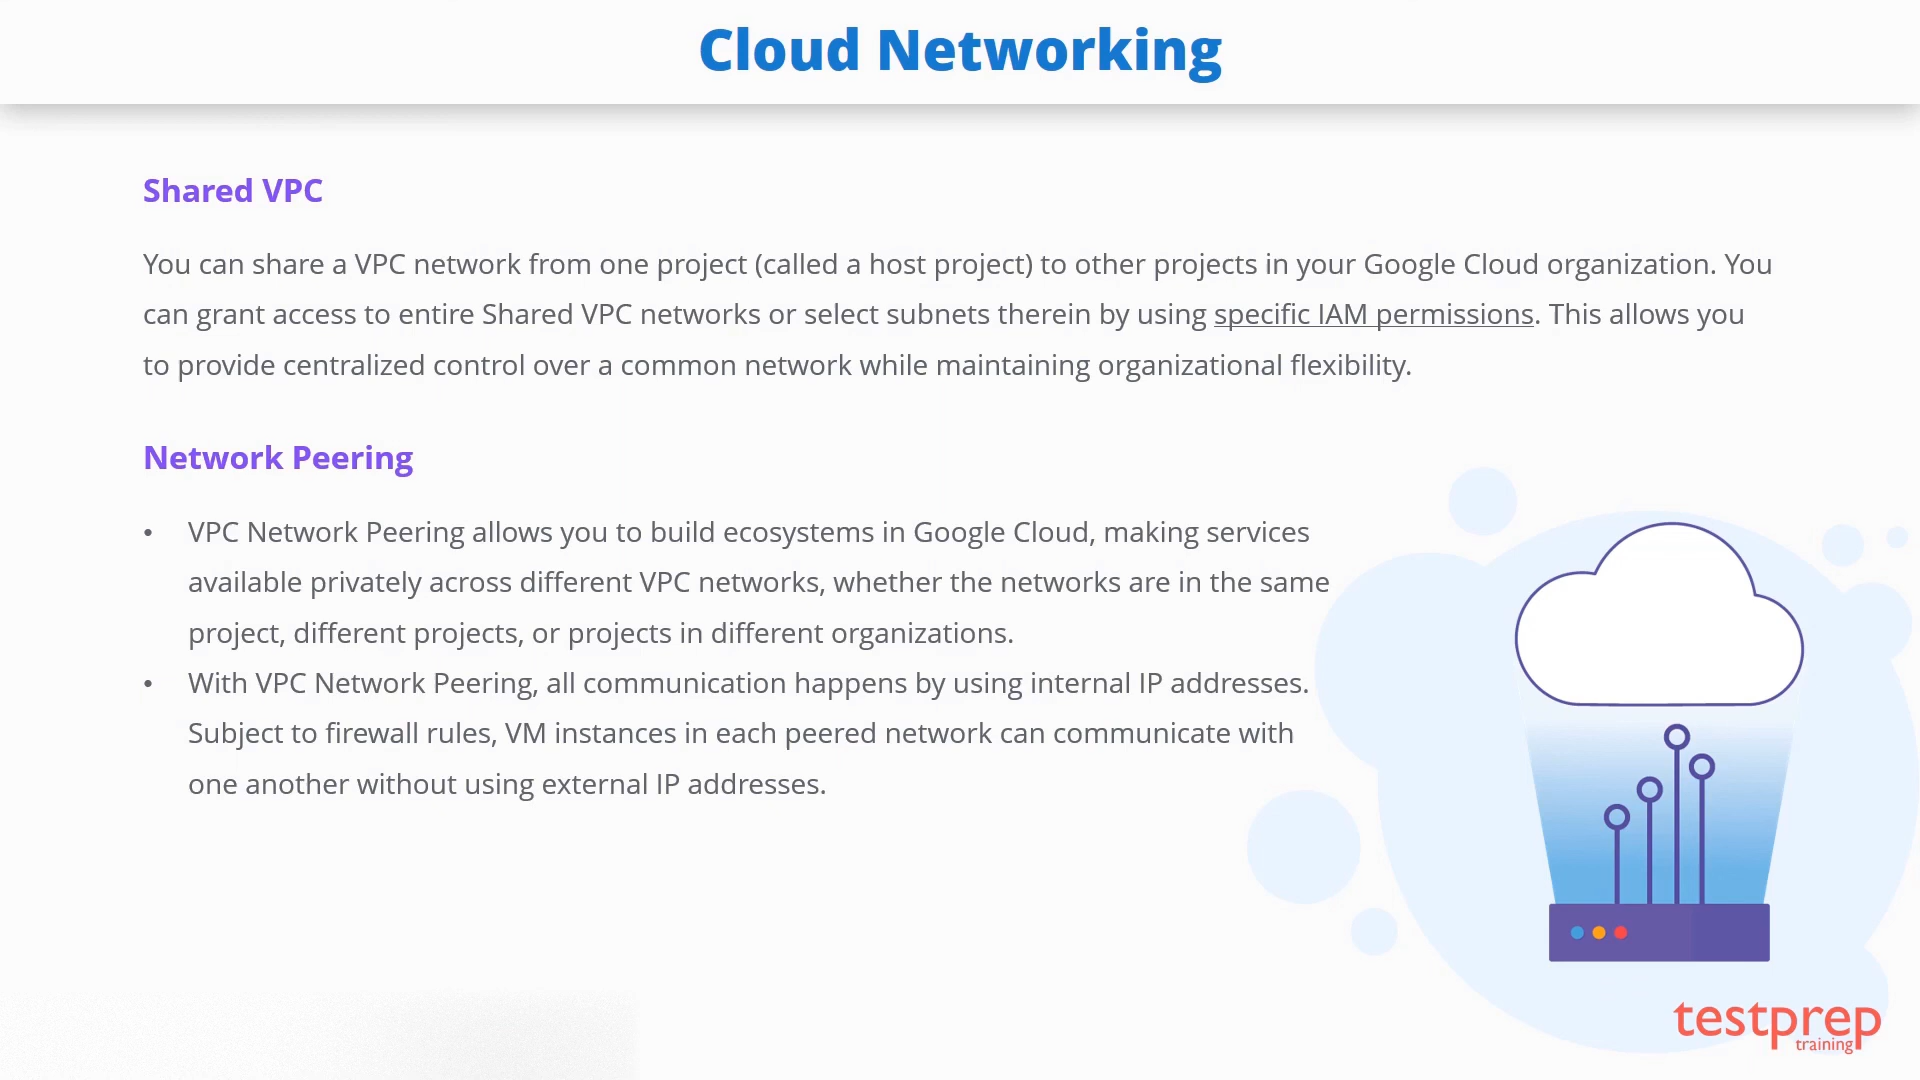 Cloud Networking
Shared VPC
You can share a VPC network from one project (called a host project) to other projects in your Google Cloud organization. You
can grant access to entire Shared VPC networks or select subnets therein by using specific IAM permissions. This allows you
to provide centralized control over a common network while maintaining organizational flexibility.
Network Peering
• VPC Network Peering allows you to build ecosystems in Google Cloud, making services
available privately across different VPC networks, whether the networks are in the same
project, different projects, or projects in different organizations.
• With VPC Network Peering, all communication happens by using internal IP addresses.
Subject to firewall rules, VM instances in each peered network can communicate with
one another without using external IP addresses.
testprep
training